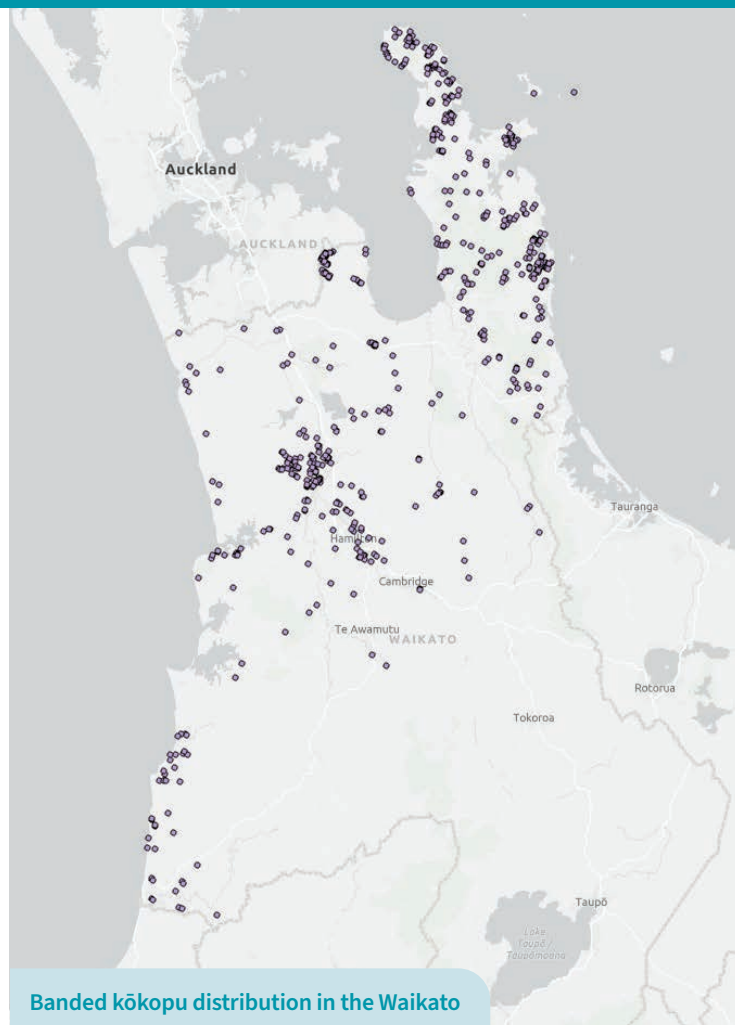 Auckland
AUCKLAND
Tauranga
Hamilton
Cambridge
Te Awamutu
WAIKATO
Rotorua
Tokoroa
Taupō
Lake
Taupō /
Taupōmoana
Banded kōkopu distribution in the Waikato